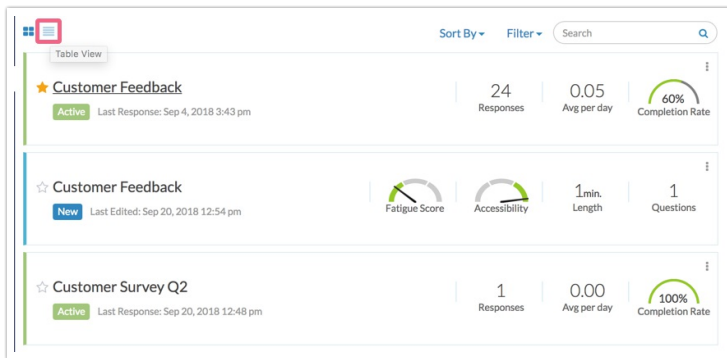 Sort By Filter Search
Table View
Customer Feedback
Active Last Response: Sep 4, 2018 3:43 pm
24 Responses
0.05 Avg per day
60% Completion Rate
Customer Feedback
New Last Edited: Sep 20, 2018 12:54 pm
Fatigue Score
Accessibility
1min. Length
1 Questions
Customer Survey Q2
Active Last Response: Sep 20, 2018 12:48 pm
1 Responses
0.00 Avg per day
100% Completion Rate